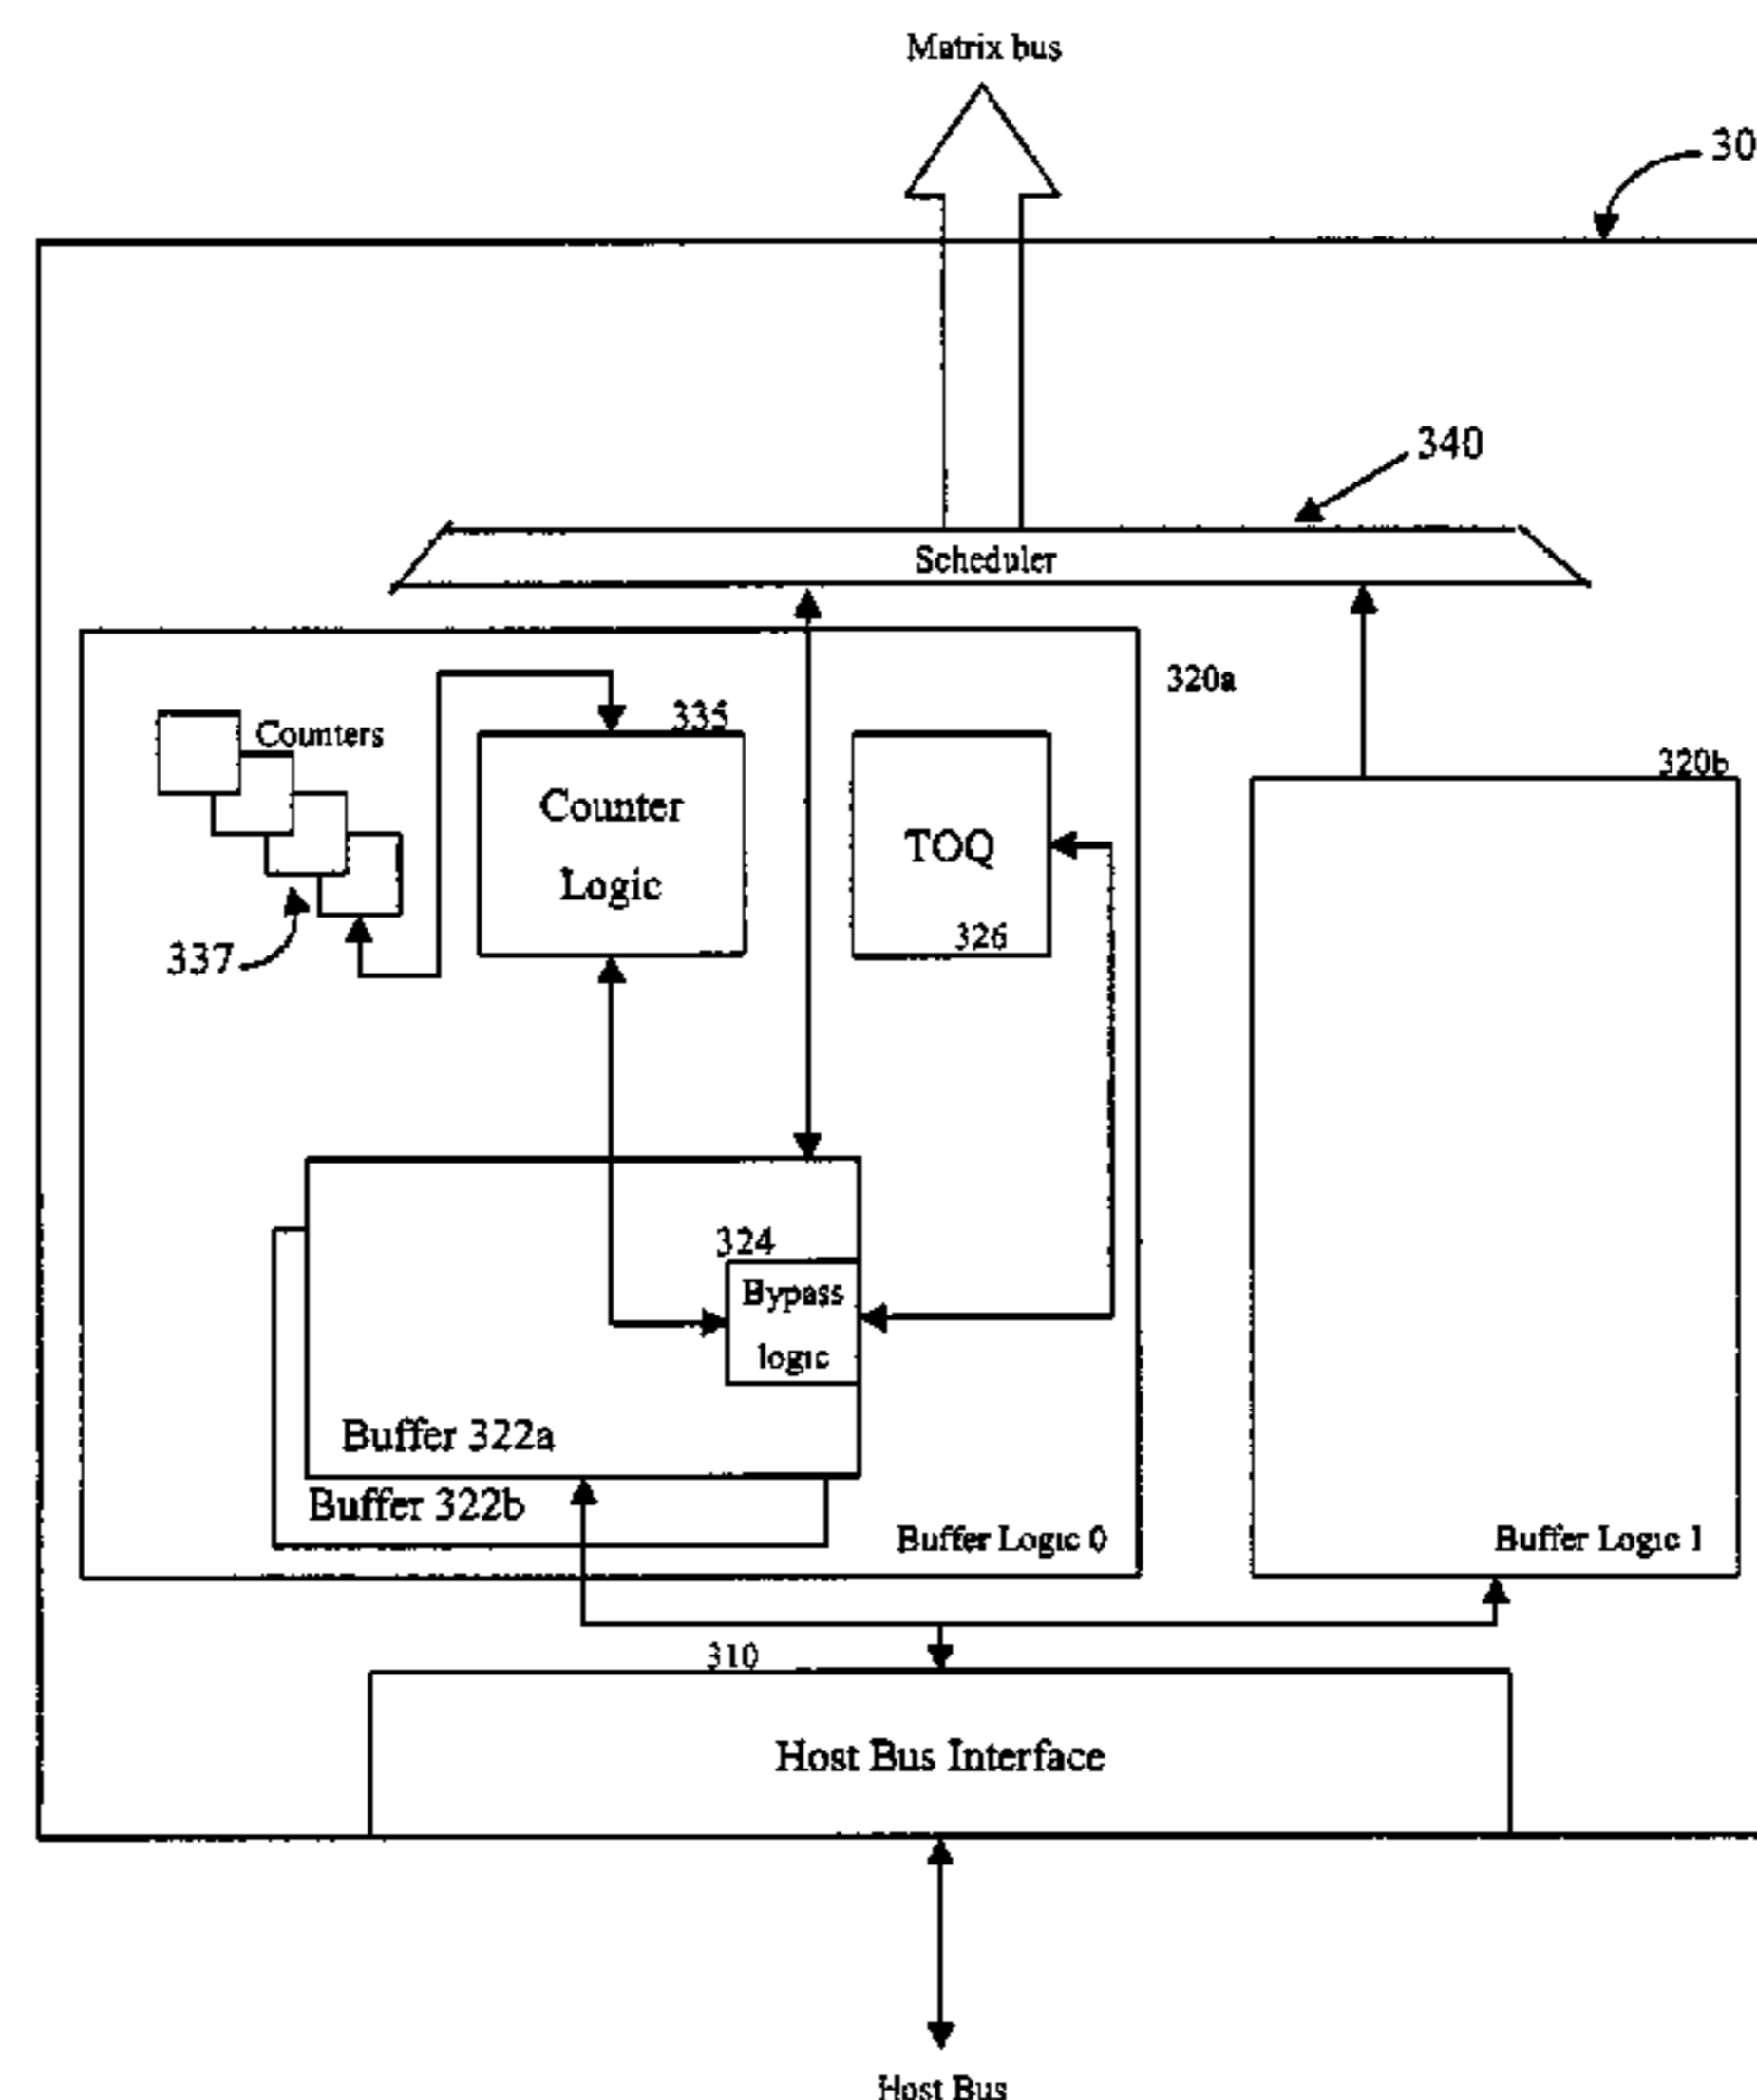 Matrix bus
30
340
Scheduler
320a
335
Counters
320b
Counter
Logic
TOQ
326
337
324
Bypass
logic
Buffer 322a
Buffer 322b
Buffer Logic 0
Buffer Logic 1
310
Host Bus Interface
Host Bus